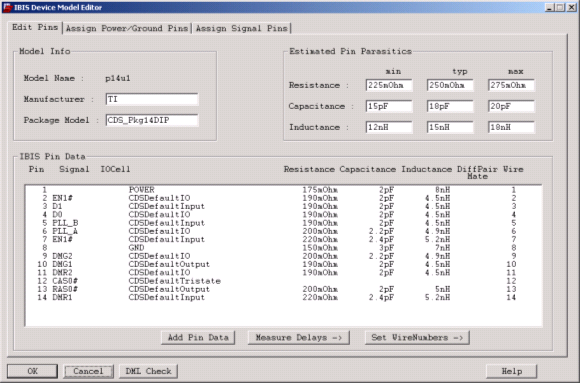 IBIS Device Model Editor
Edit Pins Assign Power/Ground Pins Assign Signal Pins
Model Info
Model Name : p14u1
Manufacturer : TI
Package Model : CDS_Pkg14DIP
Estimated Pin Parasitics
min typ max
Resistance : 225mOhm 250mOhm 275mOhm
Capacitance : 15pF 18pF 20pF
Inductance : 12nH 15nH 18nH
IBIS Pin Data
Pin Signal IOCell Resistance Capacitance Inductance DiffPair Wire
Mate
1 POWER 175mOhm 2pF 8nH 1
2 EN1# CDSDefaultIO 190mOhm 2pF 4.5nH 2
3 D1 CDSDefaultInput 190mOhm 2pF 4.5nH 3
4 D0 CDSDefaultIO 190mOhm 2pF 4.5nH 4
5 PLL_B CDSDefaultInput 190mOhm 2pF 4.5nH 5
6 PLL_A CDSDefaultIO 200mOhm 2.2pF 4.9nH 6
7 EN1# CDSDefaultInput 220mOhm 2.4pF 5.2nH 7
8 GND 150mOhm 3pF 7nH 8
9 DMG2 CDSDefaultIO 200mOhm 2.2pF 4.9nH 9
10 DMG1 CDSDefaultOutput 190mOhm 2pF 4.5nH 10
11 DMR2 CDSDefaultIO 190mOhm 2pF 4.5nH 11
12 CAS0# CDSDefaultTristate 12
13 RAS0# CDSDefaultOutput 200mOhm 2pF 5nH 13
14 DMR1 CDSDefaultInput 220mOhm 2.4pF 5.2nH 14
Add Pin Data Measure Delays -> Set WireNumbers ->
OK Cancel DML Check Help